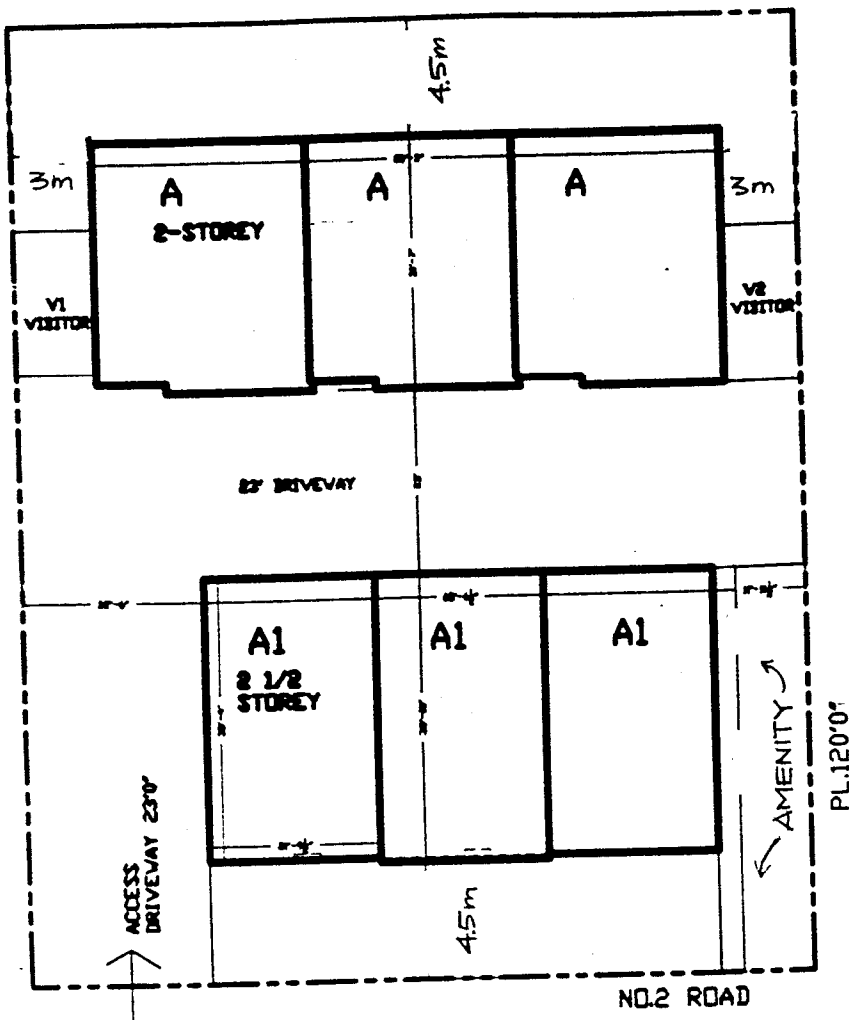 4.5m
3m
A
A
A
3m
2-STOREY
V1
VISITOR
V2
VISITOR
23' DRIVEWAY
A1
A1
A1
2 1/2
STOREY
AMENITY
PL.120'0"
ACCESS
DRIVEWAY 23'0"
4.5m
NO.2 ROAD